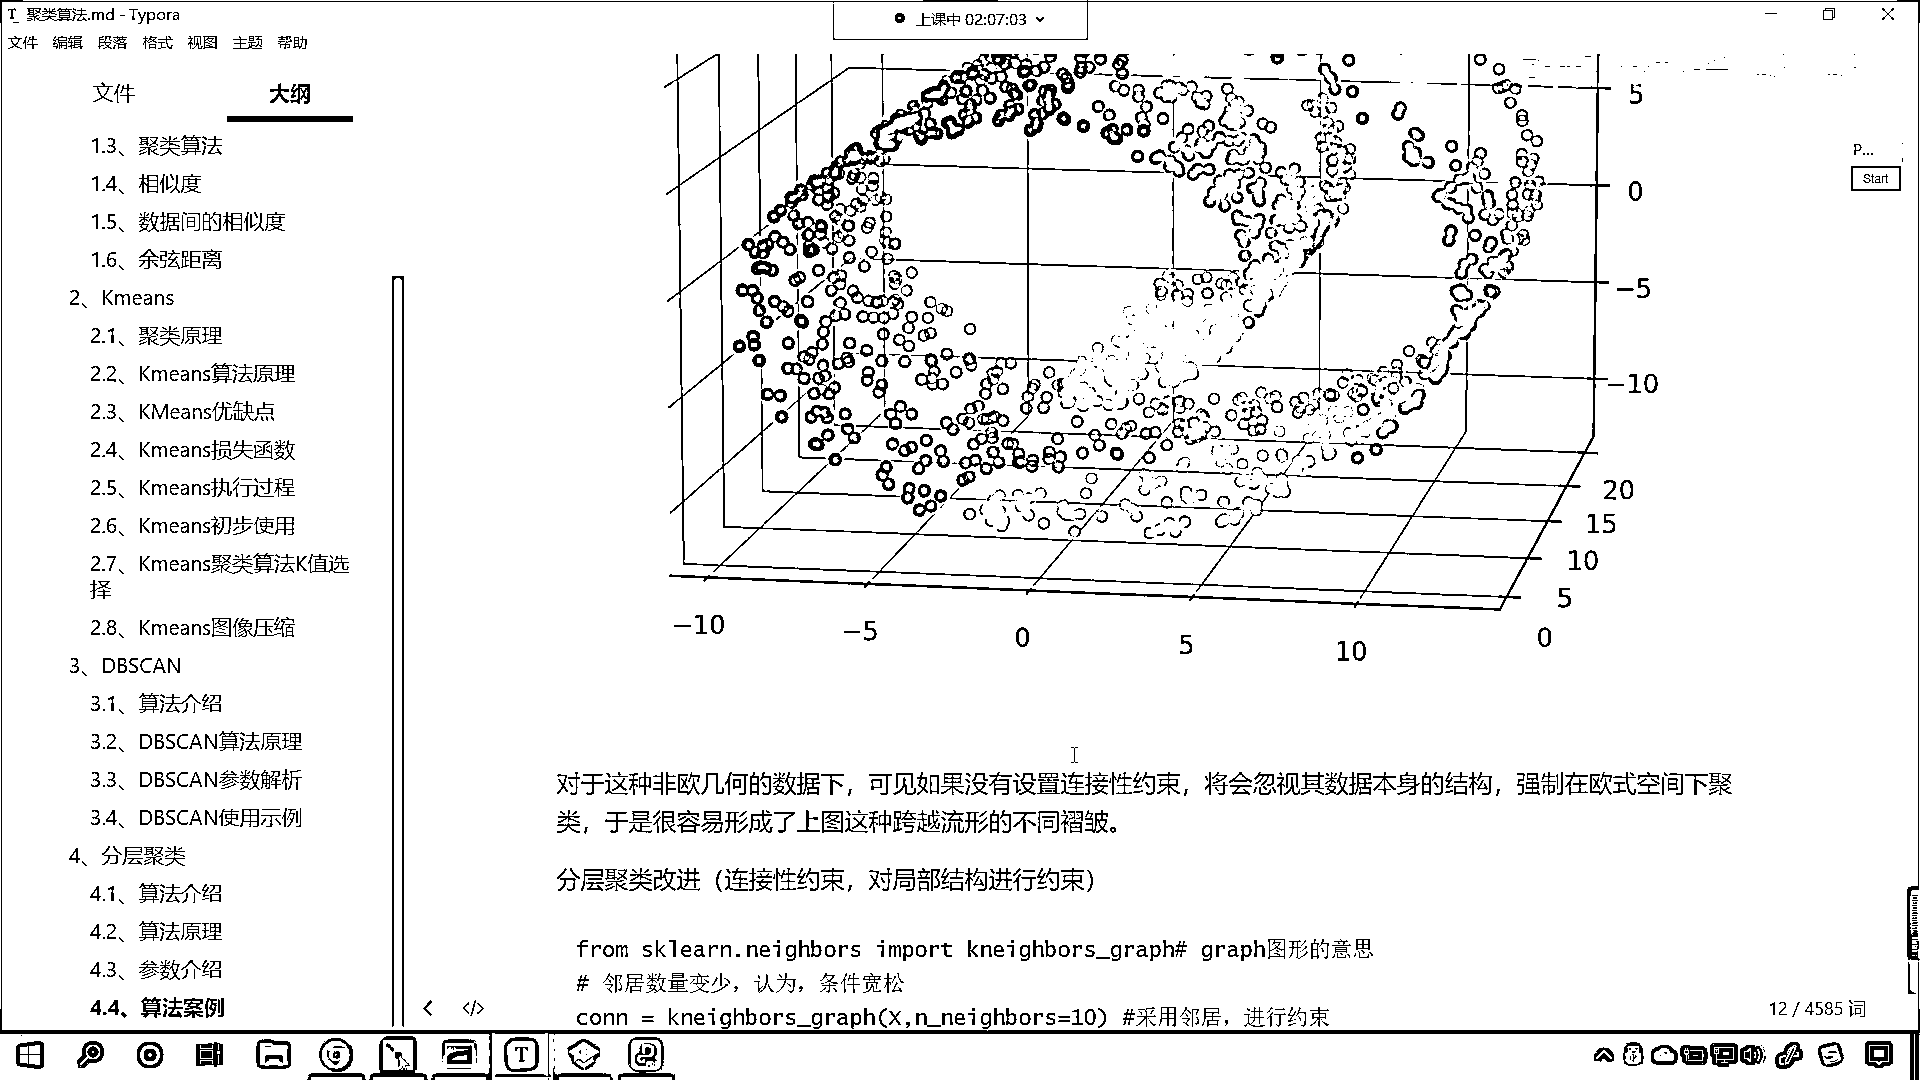 聚类算法.md - Typora
上课中 02:07:03
文件 编辑 段落 格式 视图 主题 帮助
文件 大纲
1.3、聚类算法
1.4、相似度
1.5、数据间的相似度
1.6、余弦距离
2、Kmeans
2.1、聚类原理
2.2、Kmeans算法原理
2.3、KMeans优缺点
2.4、Kmeans损失函数
2.5、Kmeans执行过程
2.6、Kmeans初步使用
2.7、Kmeans聚类算法K值选
择
2.8、Kmeans图像压缩
3、DBSCAN
3.1、算法介绍
3.2、DBSCAN算法原理
3.3、DBSCAN参数解析
3.4、DBSCAN使用示例
4、分层聚类
4.1、算法介绍
4.2、算法原理
4.3、参数介绍
4.4、算法案例
5
0
−5
−10
20
15
10
5
0
−10 −5 0 5 10
P...
Start
对于这种非欧几何的数据下，可见如果没有设置连接性约束，将会忽视其数据本身的结构，强制在欧式空间下聚
类，于是很容易形成了上图这种跨越流形的不同褶皱。
分层聚类改进（连接性约束，对局部结构进行约束）
from sklearn.neighbors import kneighbors_graph# graph图形的意思
# 邻居数量变少，认为，条件宽松
conn = kneighbors_graph(X,n_neighbors=10) #采用邻居，进行约束
12 / 4585 词